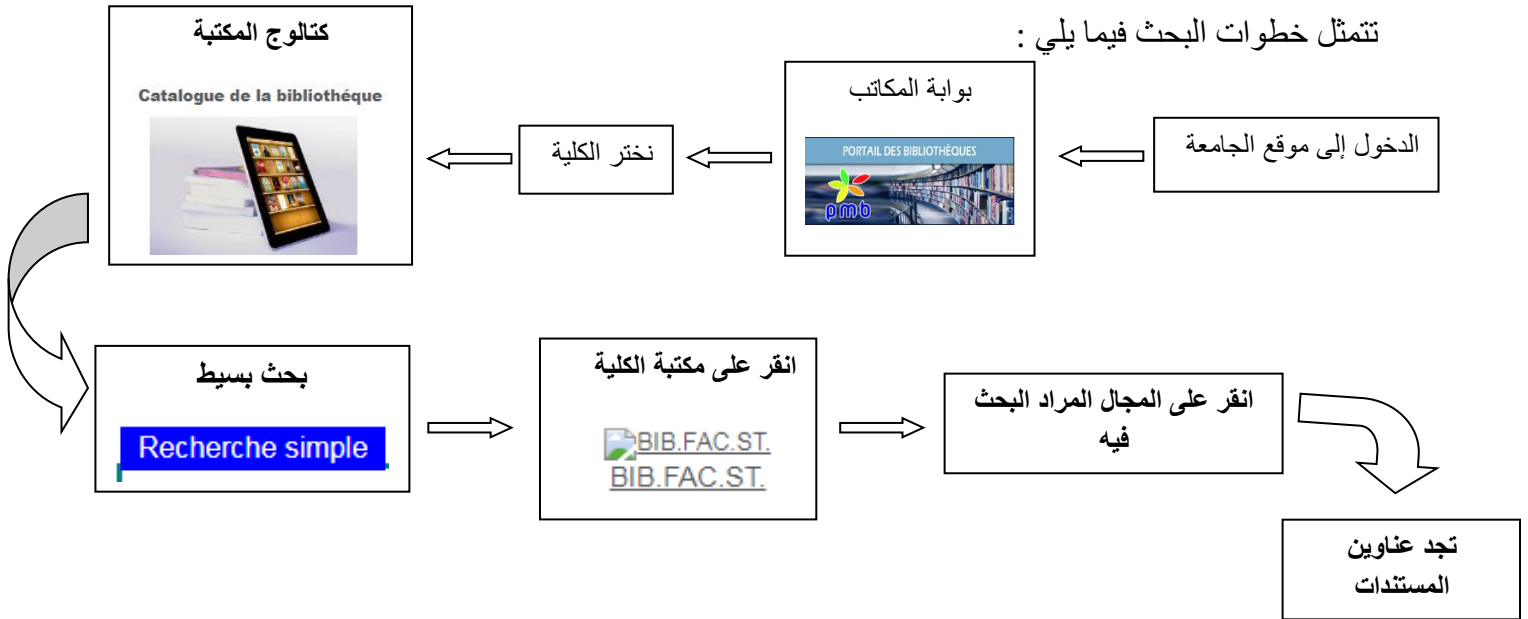 تتمثل خطوات البحث فيما يلي :
الدخول إلى موقع الجامعة
بوابة المكاتب
PORTAIL DES BIBLIOTHÈQUES
pmb
نختر الكلية
كتالوج المكتبة
Catalogue de la bibliothéque
بحث بسيط
Recherche simple
انقر على مكتبة الكلية
BIB.FAC.ST.
BIB.FAC.ST.
انقر على المجال المراد البحث
فيه
تجد عناوين
المستندات